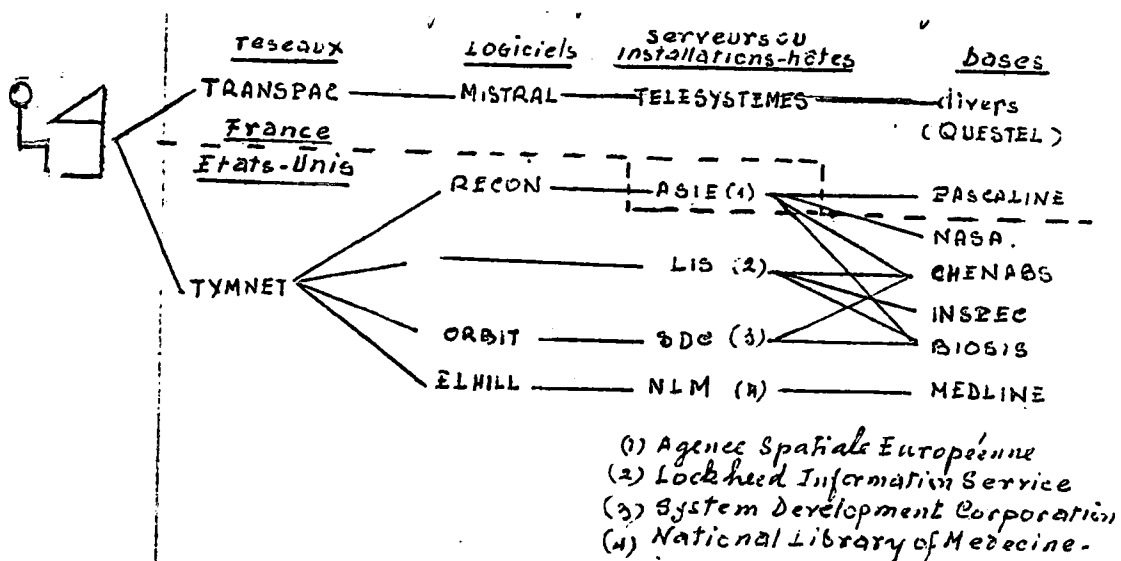 réseaux Logiciels Serveurs ou bases
installations-hôtes
TRANSPAC MISTRAL TELESYSTEMES divers
(QUESTEL)
France
Etats-Unis
RECON ASIE (1) PASCALINE
NASA.
LIS (2) CHENABS
TYMNET
INSPEC
ORBIT SDC (3) BIOSIS
ELHILL NLM (4) MEDLINE
(1) Agence Spatiale Européenne
(2) Lockheed Information Service
(3) System Development Corporation
(4) National Library of Medecine.